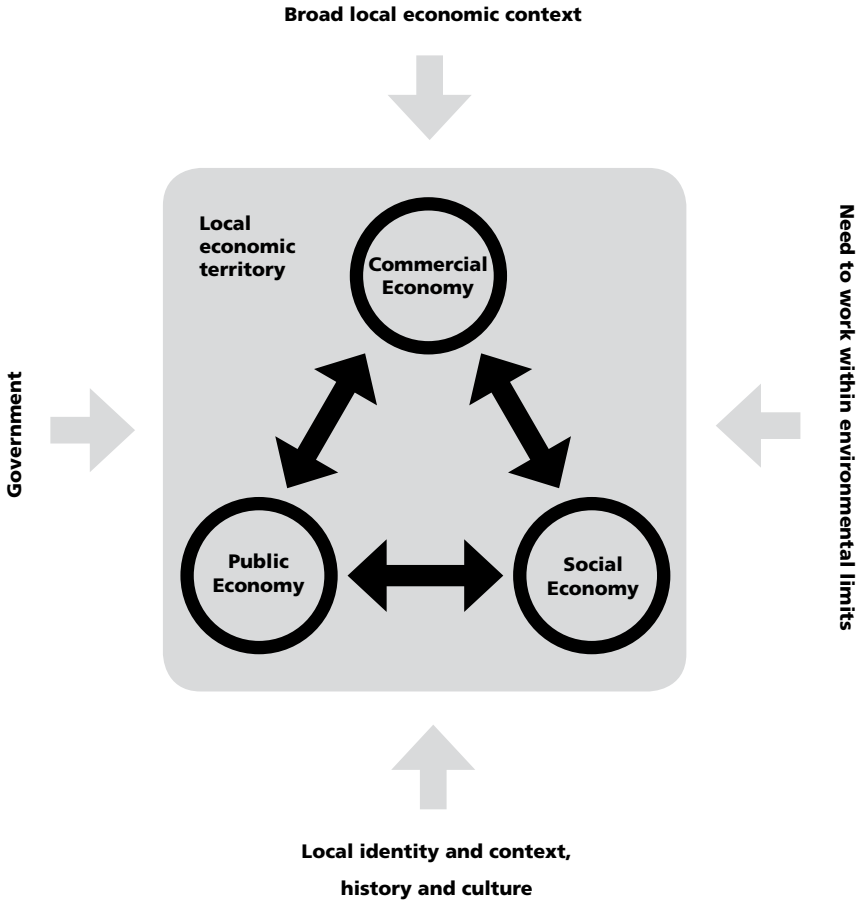 Broad local economic context
Local
economic
territory
Commercial
Economy
Need to work within environmental limits
Government
Public
Economy
Social
Economy
Local identity and context,
history and culture